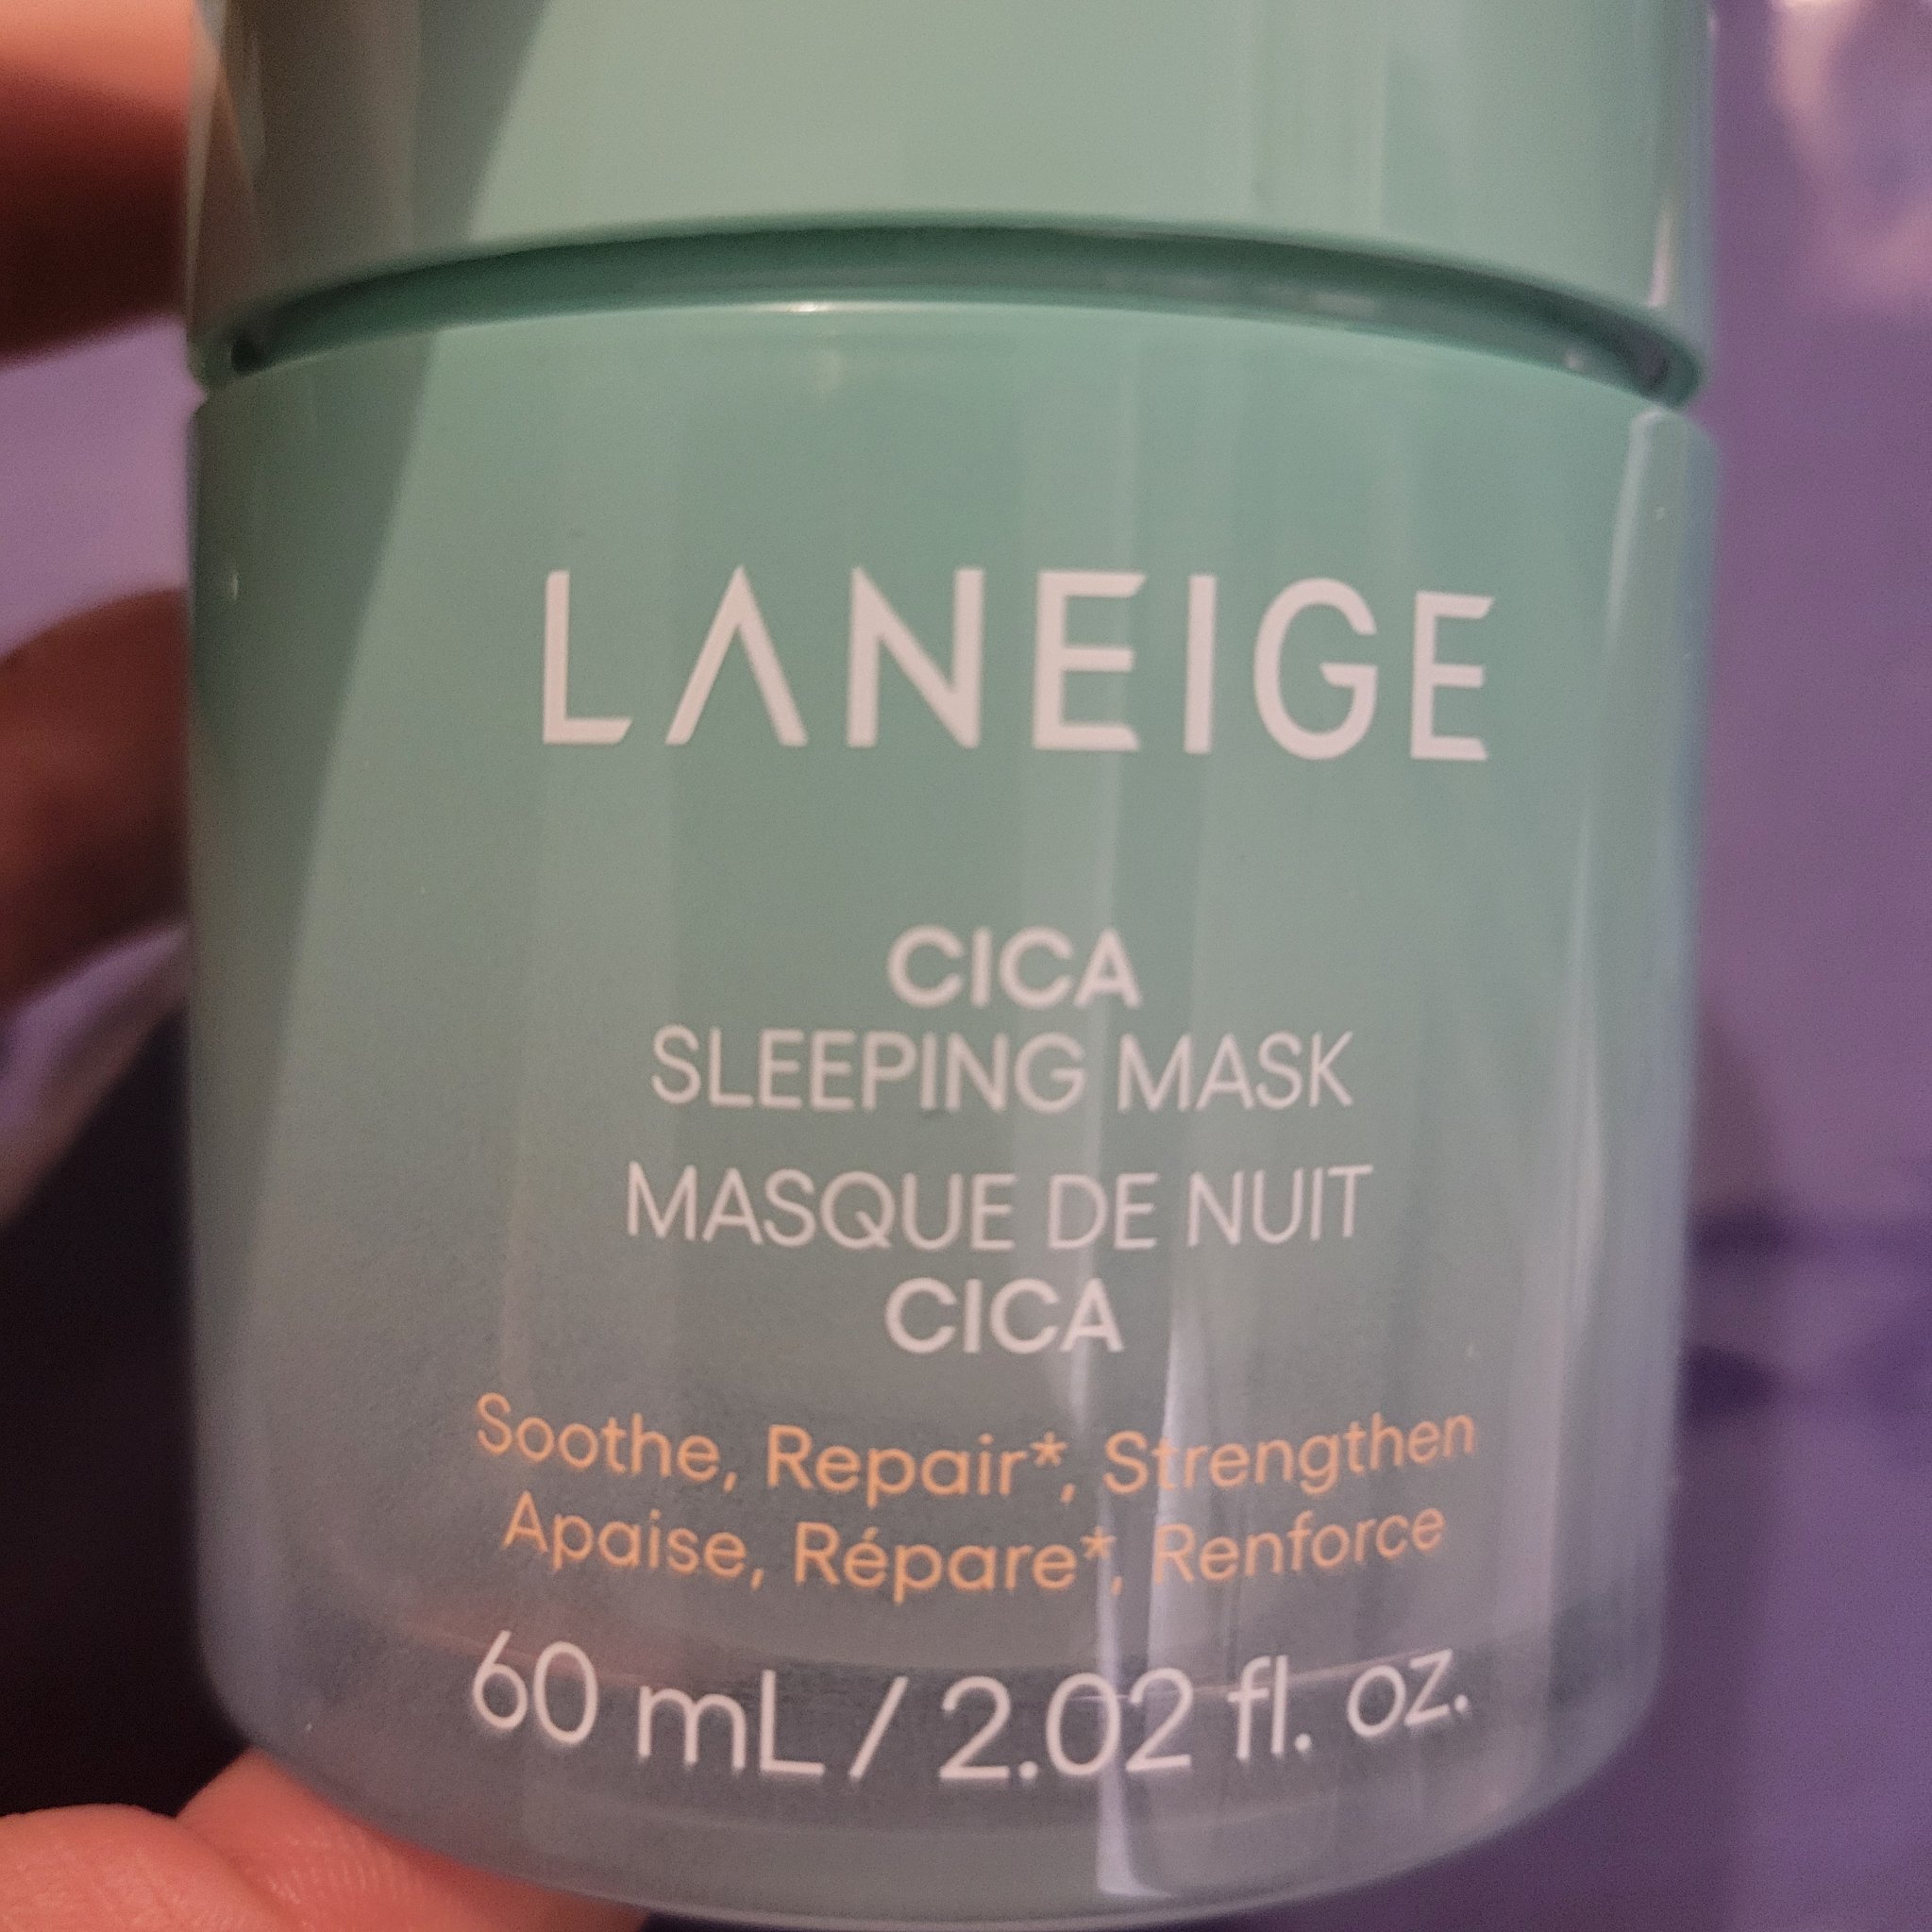 LANEIGE
CICA
SLEEPING MASK
MASQUE DE NUIT
CICA
Soothe, Repair*, Strengthen
Apaise, Répare*, Renforce
60 mL / 2.02 fl. oz.